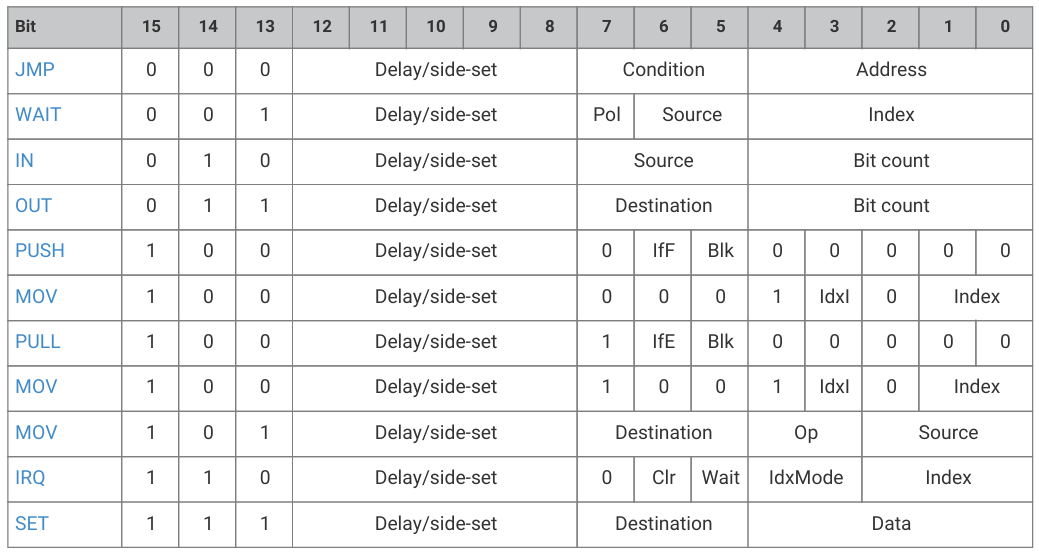 Bit 15 14 13 12 11 10 9 8 7 6 5 4 3 2 1 0
JMP 0 0 0 Delay/side-set Condition Address
WAIT 0 0 1 Delay/side-set Pol Source Index
IN 0 1 0 Delay/side-set Source Bit count
OUT 0 1 1 Delay/side-set Destination Bit count
PUSH 1 0 0 Delay/side-set 0 IfF Blk 0 0 0 0 0
MOV 1 0 0 Delay/side-set 0 0 0 1 IdxI 0 Index
PULL 1 0 0 Delay/side-set 1 IfE Blk 0 0 0 0 0
MOV 1 0 0 Delay/side-set 1 0 0 1 IdxI 0 Index
MOV 1 0 1 Delay/side-set Destination Op Source
IRQ 1 1 0 Delay/side-set 0 Clr Wait IdxMode Index
SET 1 1 1 Delay/side-set Destination Data